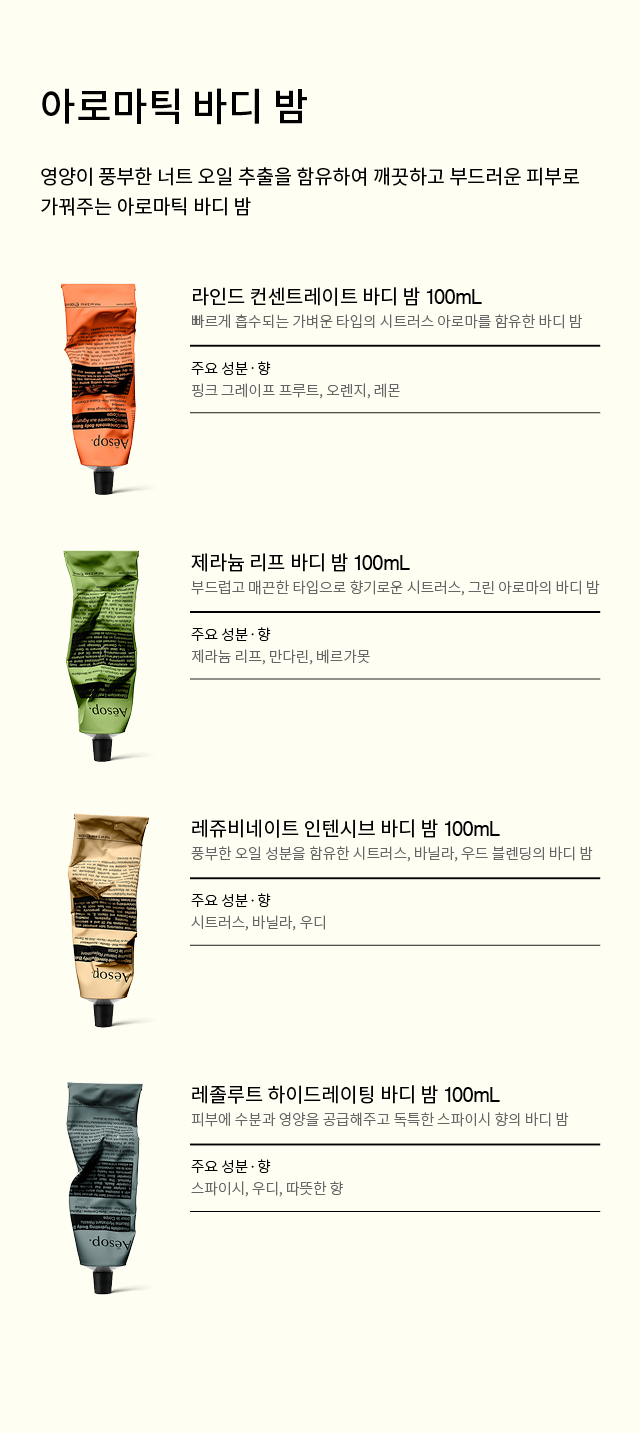 아로마틱 바디 밤
영양이 풍부한 너트 오일 추출을 함유하여 깨끗하고 부드러운 피부로
가꿔주는 아로마틱 바디 밤
라인드 컨센트레이트 바디 밤 100mL
빠르게 흡수되는 가벼운 타입의 시트러스 아로마를 함유한 바디 밤
주요 성분 · 향
핑크 그레이프 프루트, 오렌지, 레몬
Aēsop.
제라늄 리프 바디 밤 100mL
부드럽고 매끈한 타입으로 향기로운 시트러스, 그린 아로마의 바디 밤
주요 성분 · 향
제라늄 리프, 만다린, 베르가못
Aēsop.
레쥬비네이트 인텐시브 바디 밤 100mL
풍부한 오일 성분을 함유한 시트러스, 바닐라, 우드 블렌딩의 바디 밤
주요 성분 · 향
시트러스, 바닐라, 우디
Aēsop.
레졸루트 하이드레이팅 바디 밤 100mL
피부에 수분과 영양을 공급해주고 독특한 스파이시 향의 바디 밤
주요 성분 · 향
스파이시, 우디, 따뜻한 향
Aēsop.